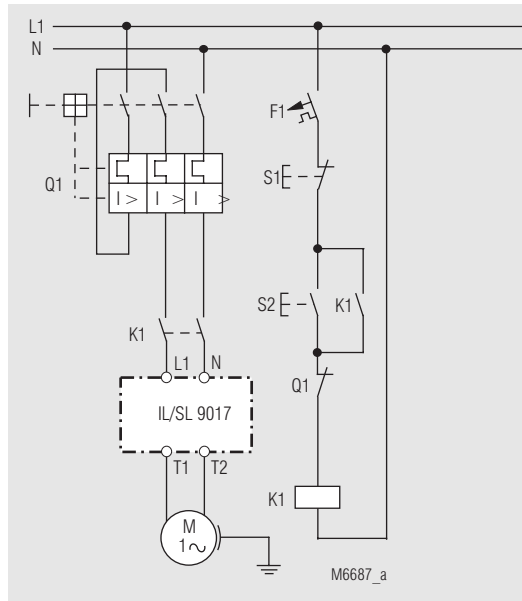 L1
N
F1
Q1
I > I > I >
S1
S2 K1
K1
L1 N
Q1
IL/SL 9017
T1 T2
K1
M
1~
M6687_a